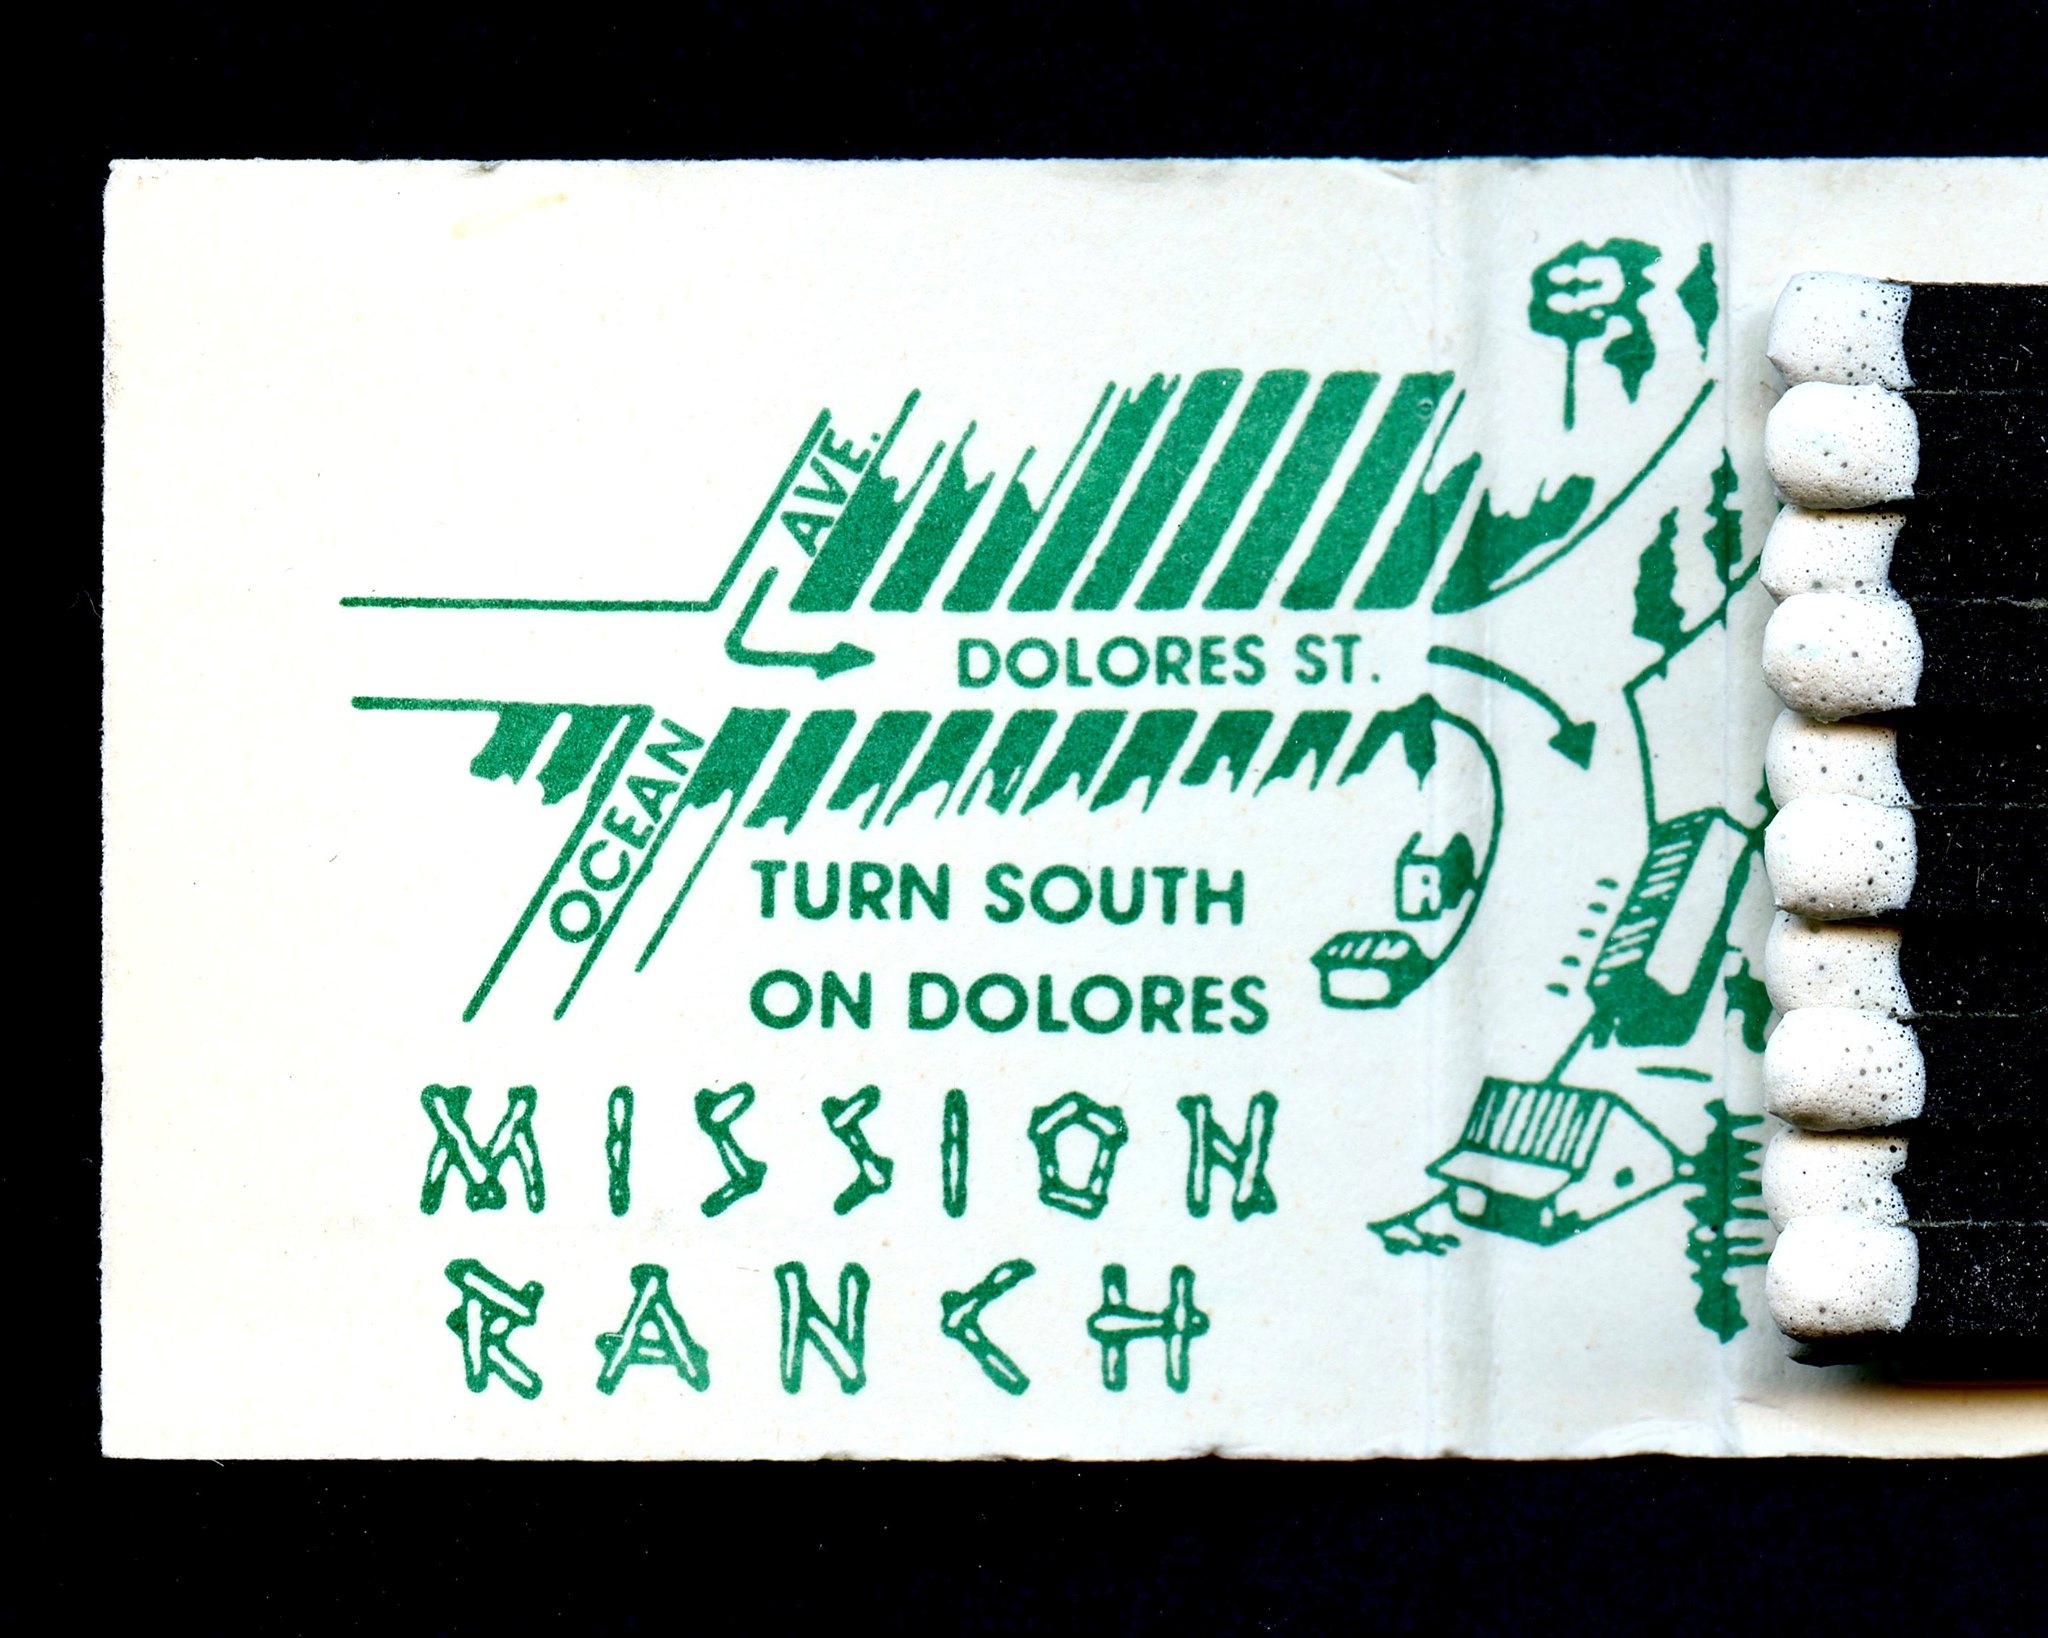 OCEAN AVE.
DOLORES ST.
TURN SOUTH
ON DOLORES
MISSION
RANCH